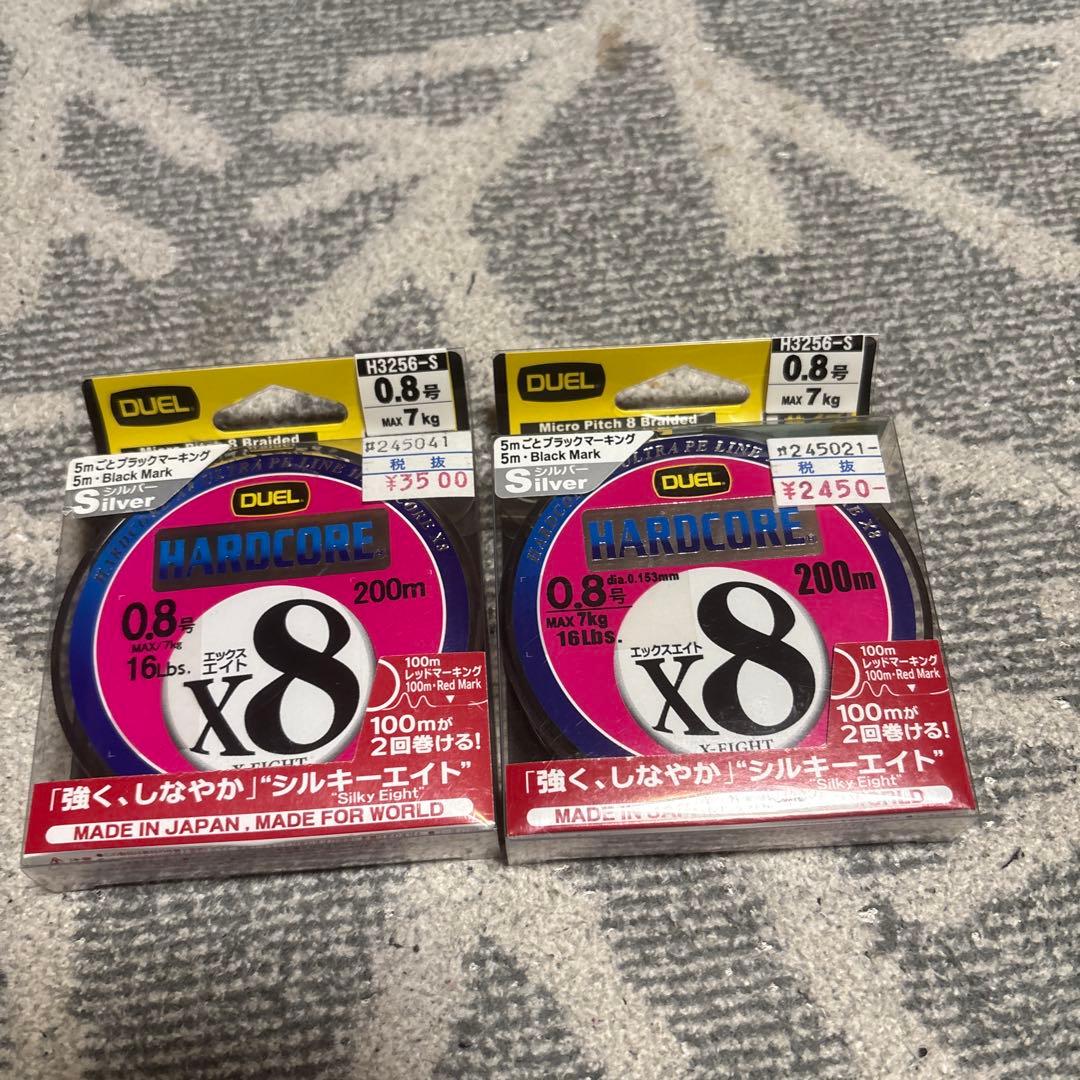 DUEL
H3256-S
0.8号
MAX 7kg
Micro Pitch 8 Braided
5mごとブラックマーキング
5m・Black Mark
シルバー
Silver
#245041
税 抜
¥3500
DUEL
HARDCORE
200m
0.8号
MAX/7kg
16Lbs.
エックス
エイト
X8
X-EIGHT
100m
レッドマーキング
100m・Red Mark
100mが
2回巻ける!
「強く、しなやか」“シルキーエイト”
"Silky Eight"
MADE IN JAPAN, MADE FOR WORLD
DUEL
H3256-S
0.8号
MAX 7kg
Micro Pitch 8 Braided
5mごとブラックマーキング
5m・Black Mark
シルバー
Silver
#245021-
税 抜
¥2450-
ULTRA PE LINE
DUEL
HARDCORE
200m
dia.0.153mm
0.8号
MAX 7kg
16Lbs.
エックスエイト
X8
X-EIGHT
100m
レッドマーキング
100m・Red Mark
100mが
2回巻ける!
「強く、しなやか」“シルキーエイト”
"Silky Eight"